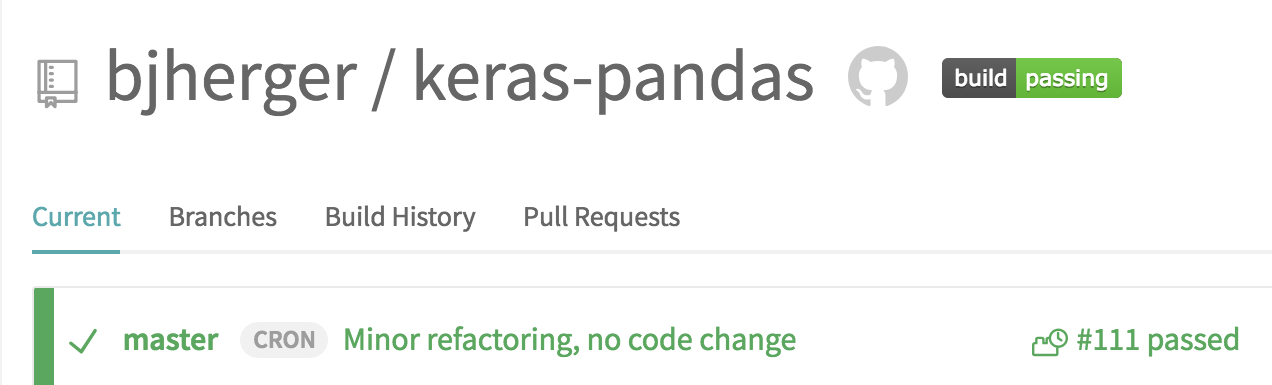 bjherger / keras-pandas build passing
Current Branches Build History Pull Requests
master CRON Minor refactoring, no code change #111 passed